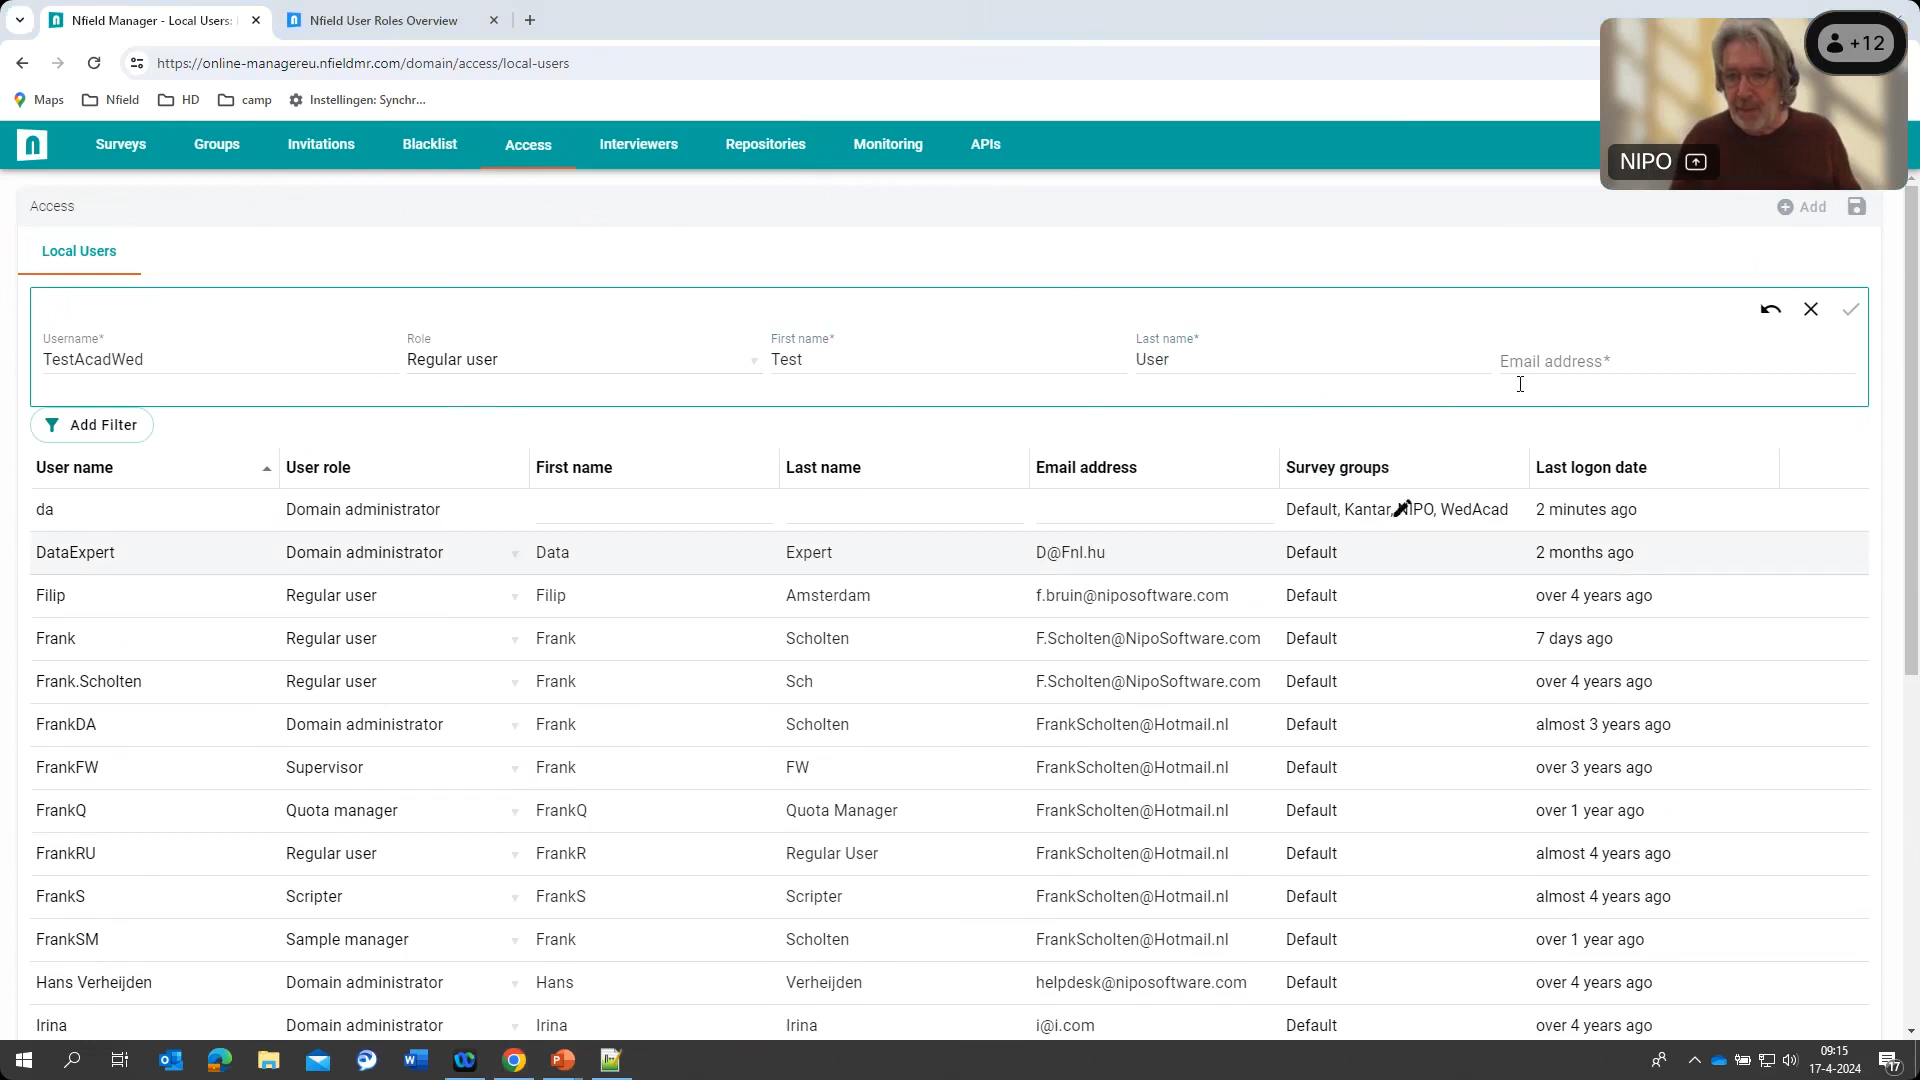 Nfield Manager - Local Users:
Nfield User Roles Overview
https://online-managereu.nfieldmr.com/domain/access/local-users
Maps
Nfield
HD
camp
Instellingen: Synchr...
+12
NIPO
Surveys
Groups
Invitations
Blacklist
Access
Interviewers
Repositories
Monitoring
APIs
Access
Add
Local Users
Username* Role First name* Last name*
TestAcadWed Regular user Test User Email address*
Add Filter
User name User role First name Last name Email address Survey groups Last logon date
da Domain administrator Default, Kantar, NIPO, WedAcad 2 minutes ago
DataExpert Domain administrator Data Expert D@Fnl.hu Default 2 months ago
Filip Regular user Filip Amsterdam f.bruin@niposoftware.com Default over 4 years ago
Frank Regular user Frank Scholten F.Scholten@NipoSoftware.com Default 7 days ago
Frank.Scholten Regular user Frank Sch F.Scholten@NipoSoftware.com Default over 4 years ago
FrankDA Domain administrator Frank Scholten FrankScholten@Hotmail.nl Default almost 3 years ago
FrankFW Supervisor Frank FW FrankScholten@Hotmail.nl Default over 3 years ago
FrankQ Quota manager FrankQ Quota Manager FrankScholten@Hotmail.nl Default over 1 year ago
FrankRU Regular user FrankR Regular User FrankScholten@Hotmail.nl Default almost 4 years ago
FrankS Scripter FrankS Scripter FrankScholten@Hotmail.nl Default almost 4 years ago
FrankSM Sample manager Frank Scholten FrankScholten@Hotmail.nl Default over 1 year ago
Hans Verheijden Domain administrator Hans Verheijden helpdesk@niposoftware.com Default over 4 years ago
Irina Domain administrator Irina Irina i@i.com Default over 4 years ago
09:15
17-4-2024
17